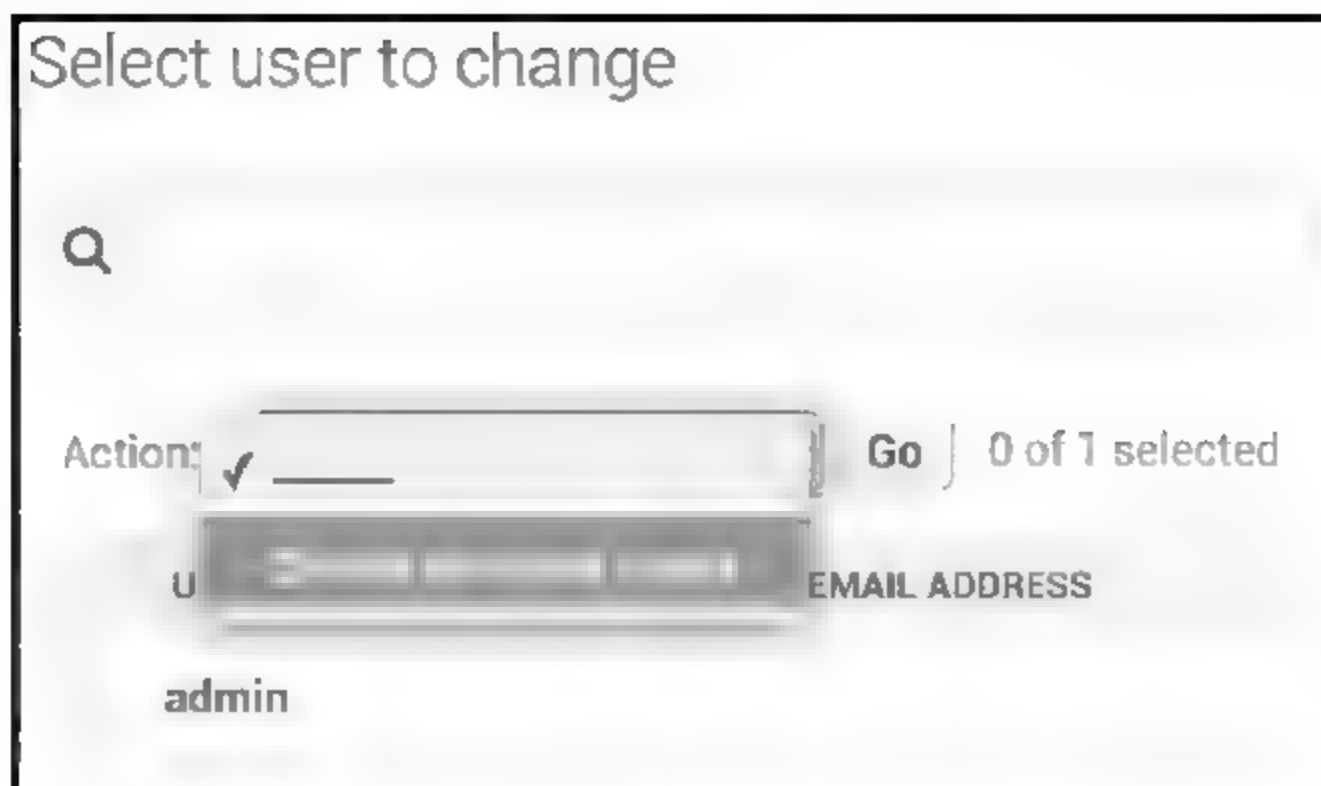 Select user to change
Action:
Go
0 of 1 selected
EMAIL ADDRESS
admin